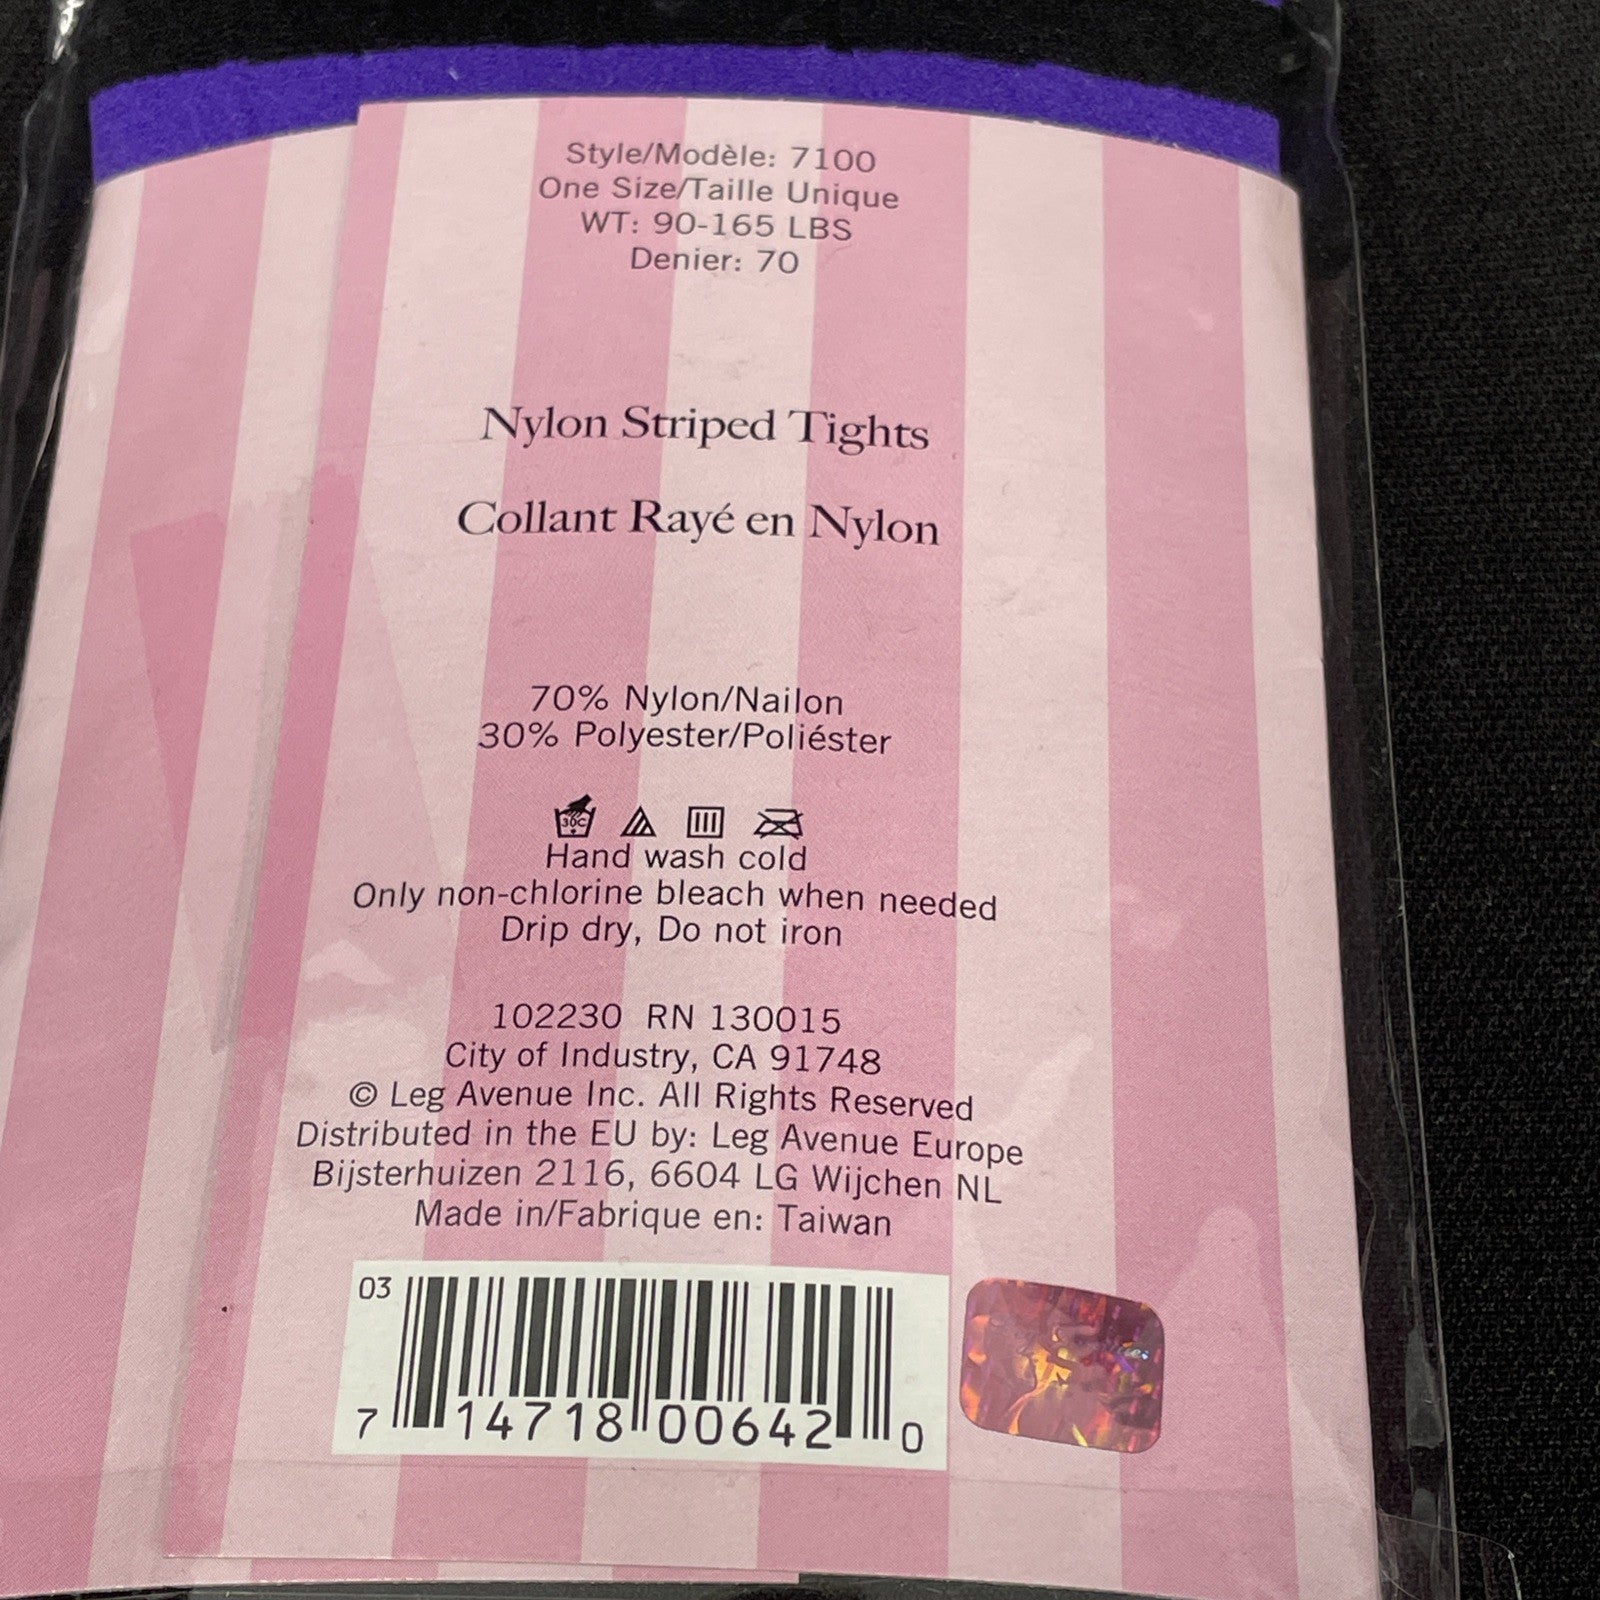 Style/Modèle: 7100
One Size/Taille Unique
WT: 90-165 LBS
Denier: 70
Nylon Striped Tights
Collant Rayé en Nylon
70% Nylon/Nailon
30% Polyester/Poliéster
30C
Hand wash cold
Only non-chlorine bleach when needed
Drip dry, Do not iron
102230 RN 130015
City of Industry, CA 91748
© Leg Avenue Inc. All Rights Reserved
Distributed in the EU by: Leg Avenue Europe
Bijsterhuizen 2116, 6604 LG Wijchen NL
Made in/Fabrique en: Taiwan
03
7 14718 00642 0